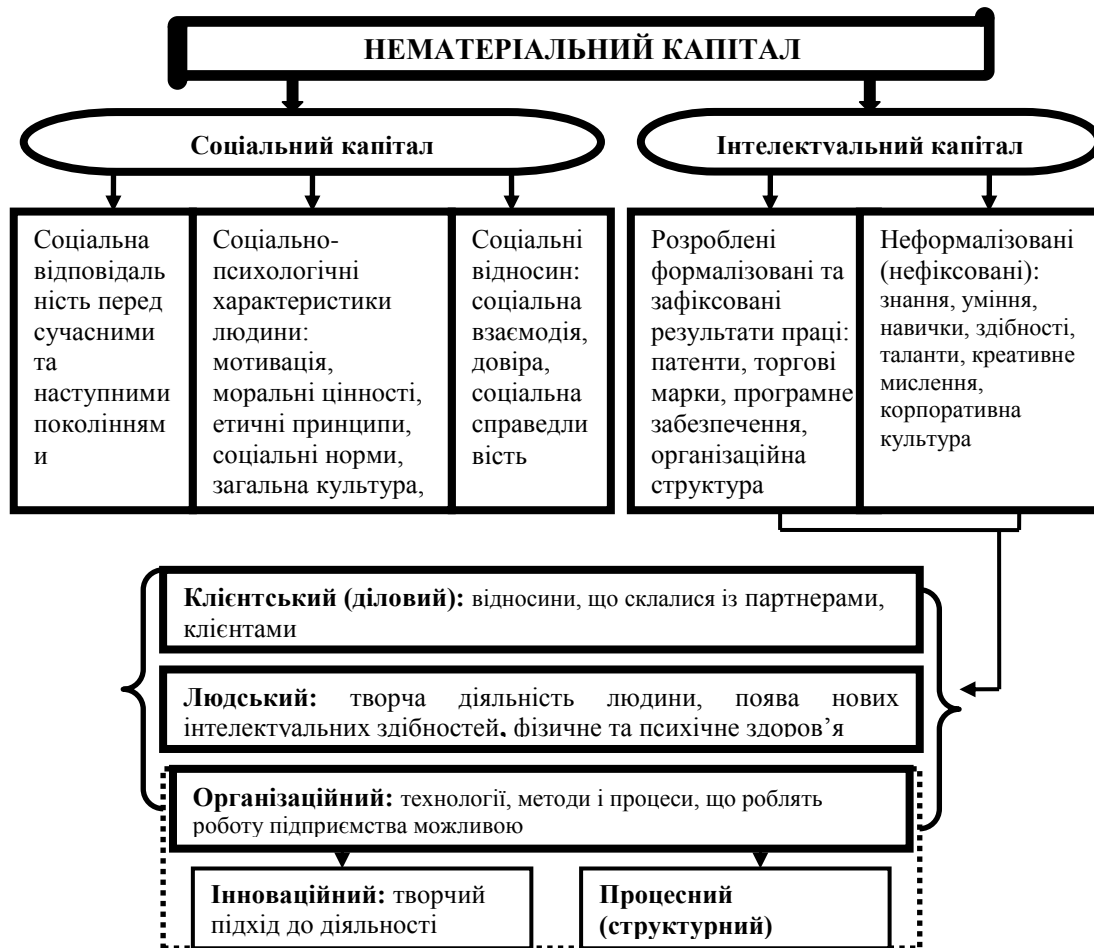 НЕМАТЕРІАЛЬНИЙ КАПІТАЛ
Соціальний капітал
Інтелектуальний капітал
Соціальна
відповідаль
ність перед
сучасними
та
наступними
поколінням
и
Соціально-
психологічні
характеристики
людини:
мотивація,
моральні цінності,
етичні принципи,
соціальні норми,
загальна культура,
Соціальні
відносин:
соціальна
взаємодія,
довіра,
соціальна
справедли
вість
Розроблені
формалізовані та
зафіксовані
результати праці:
патенти, торгові
марки, програмне
забезпечення,
організаційна
структура
Неформалізовані
(нефіксовані):
знання, уміння,
навички, здібності,
таланти, креативне
мислення,
корпоративна
культура
Клієнтський (діловий): відносини, що склалися із партнерами,
клієнтами
Людський: творча діяльність людини, поява нових
інтелектуальних здібностей, фізичне та психічне здоров’я
Організаційний: технології, методи і процеси, що роблять
роботу підприємства можливою
Інноваційний: творчий
підхід до діяльності
Процесний
(структурний)